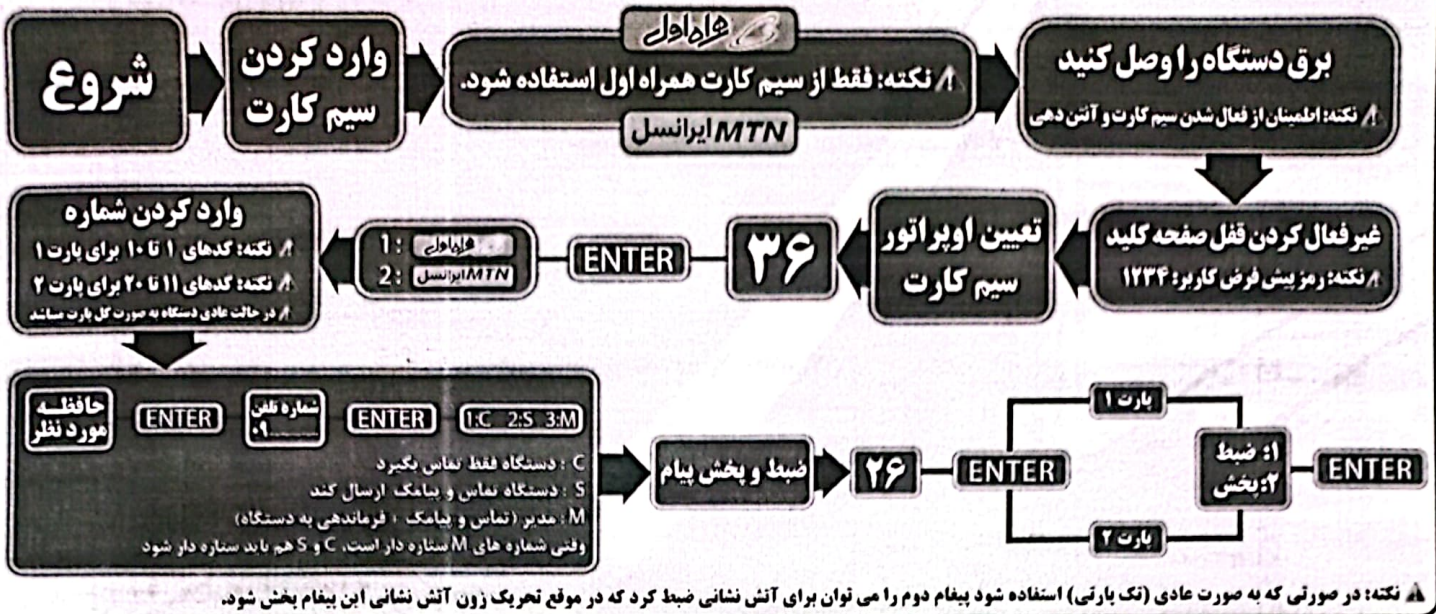 شروع
وارد کردن
سیم کارت
همراه اول
نکته: فقط از سیم کارت همراه اول استفاده شود.
MTN ایرانسل
برق دستگاه را وصل کنید
نکته: اطمینان از فعال شدن سیم کارت و آنتن دهی
غیرفعال کردن قفل صفحه کلید
نکته: رمز پیش فرض کاربر: ۱۲۳۴
تعیین اوپراتور
سیم کارت
۳۶
ENTER
1: همراه اول
2: MTN ایرانسل
وارد کردن شماره
نکته: کدهای ۱ تا ۱۰ برای پارت ۱
نکته: کدهای ۱۱ تا ۲۰ برای پارت ۲
در حالت عادی دستگاه به صورت کل پارت میباشد
حافظه
مورد نظر
ENTER
شماره تلفن
۰۹.........
ENTER
1:C 2:S 3:M
C : دستگاه فقط تماس بگیرد
S : دستگاه تماس و پیامک ارسال کند
M : مدیر (تماس و پیامک + فرماندهی به دستگاه)
وقتی شماره های M ستاره دار است، C و S هم باید ستاره دار شود
ضبط و پخش پیام
۲۶
ENTER
پارت ۱
پارت ۲
۱: ضبط
۲: پخش
ENTER
نکته: در صورتی که به صورت عادی (تک پارتی) استفاده شود پیغام دوم را می توان برای آتش نشانی ضبط کرد که در موقع تحریک زون آتش نشانی این پیغام پخش شود.